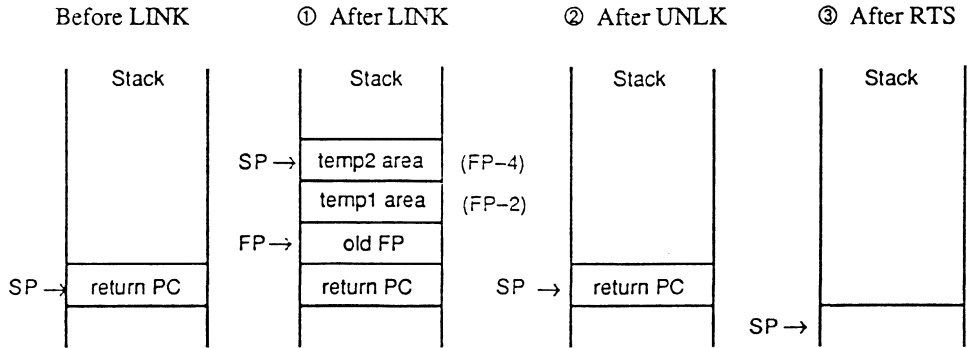 Before LINK
① After LINK
② After UNLK
③ After RTS
Stack
Stack
Stack
Stack
SP → temp2 area (FP–4)
temp1 area (FP–2)
FP → old FP
SP → return PC
return PC
SP → return PC
SP →